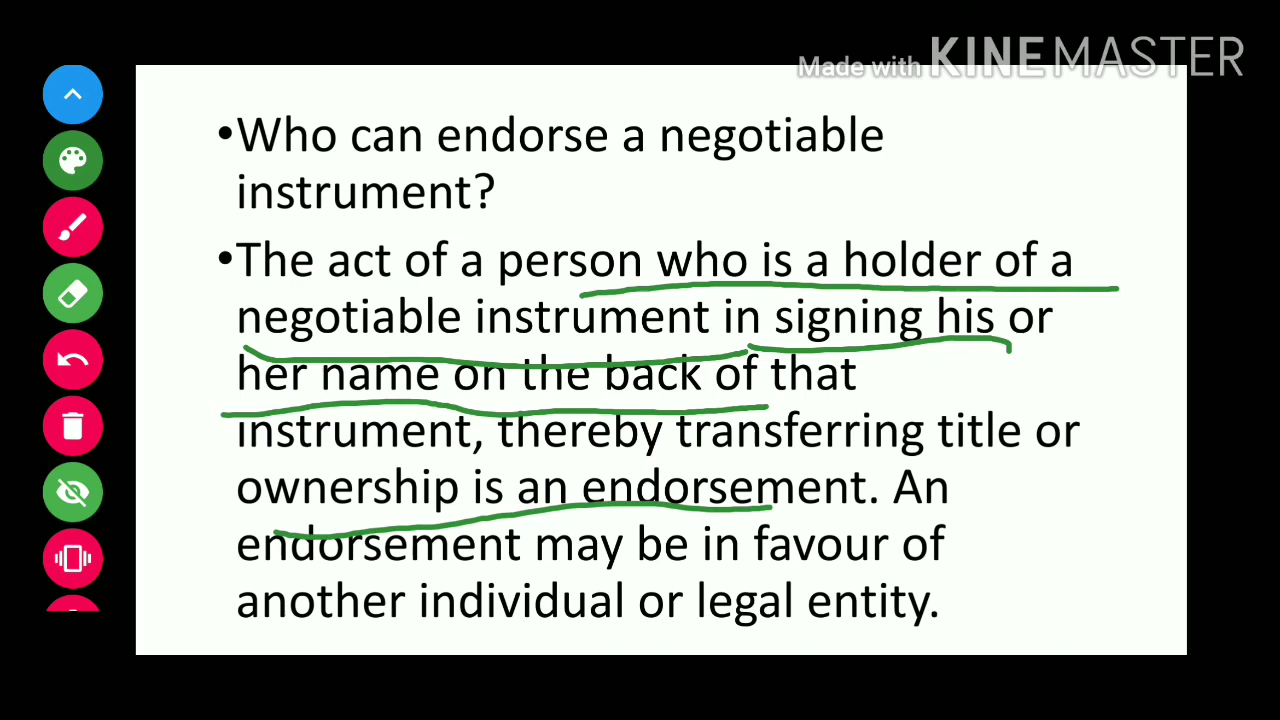 Made with KINEMASTER
•Who can endorse a negotiable
instrument?
•The act of a person who is a holder of a
negotiable instrument in signing his or
her name on the back of that
instrument, thereby transferring title or
ownership is an endorsement. An
endorsement may be in favour of
another individual or legal entity.